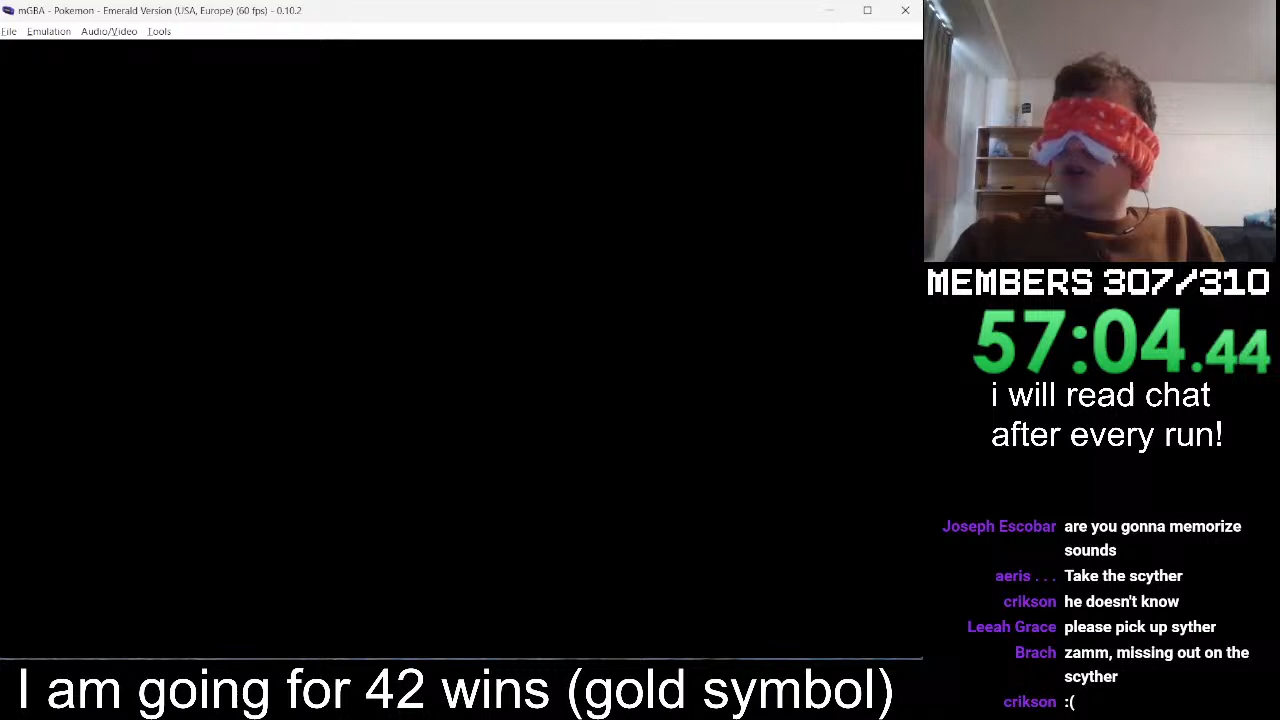 mGBA - Pokemon - Emerald Version (USA, Europe) (60 fps) - 0.10.2
File Emulation Audio/Video Tools
MEMBERS 307/310
57:04.44
i will read chat
after every run!
Joseph Escobar are you gonna memorize
sounds
aeris . . . Take the scyther
crikson he doesn't know
Leeah Grace please pick up syther
Brach zamm, missing out on the
scyther
crikson :(
I am going for 42 wins (gold symbol)